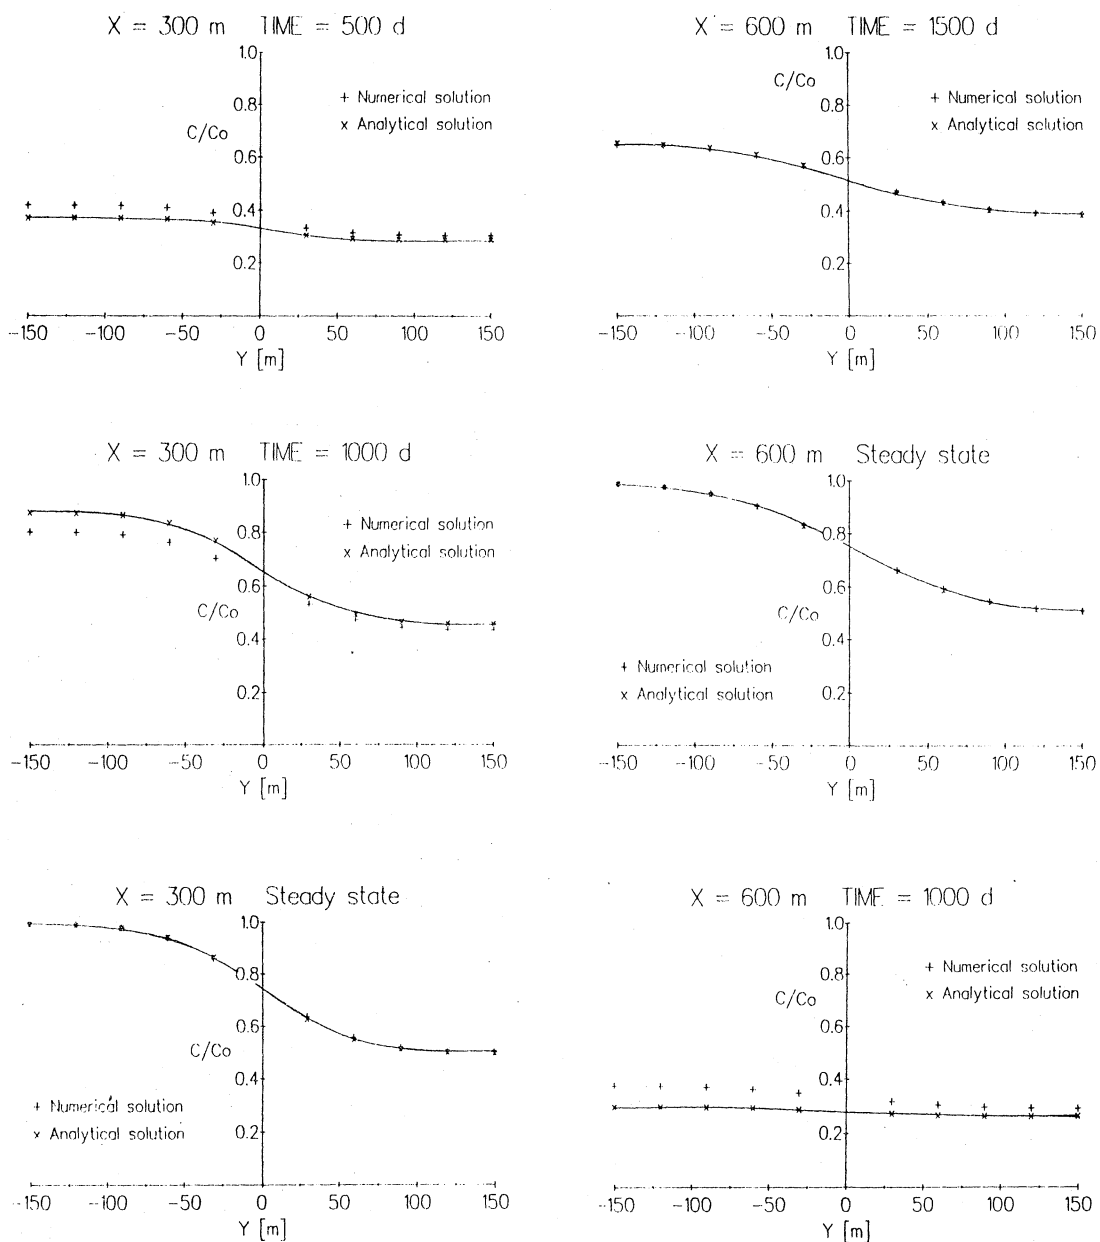 X = 300 m TIME = 500 d
1.0
0.8
+ Numerical solution
x Analytical solution
C/Co
0.6
0.4
0.2
-150 -100 -50 0 50 100 150
Y [m]
X = 600 m TIME = 1500 d
1.0
C/Co
0.8
+ Numerical solution
x Analytical solution
0.6
0.4
0.2
-150 -100 -50 0 50 100 150
Y [m]
X = 300 m TIME = 1000 d
1.0
+ Numerical solution
0.8
x Analytical solution
0.6
C/Co
0.4
0.2
-150 -100 -50 0 50 100 150
Y [m]
X = 600 m Steady state
1.0
0.8
0.6
C/Co
0.4
+ Numerical solution
x Analytical solution
0.2
-150 -100 -50 0 50 100 150
Y [m]
X = 300 m Steady state
1.0
0.8
0.6
C/Co
0.4
+ Numerical solution
x Analytical solution
0.2
-150 -100 -50 0 50 100 150
Y [m]
X = 600 m TIME = 1000 d
1.0
+ Numerical solution
0.8
C/Co
x Analytical solution
0.6
0.4
0.2
-150 -100 -50 0 50 100 150
Y [m]